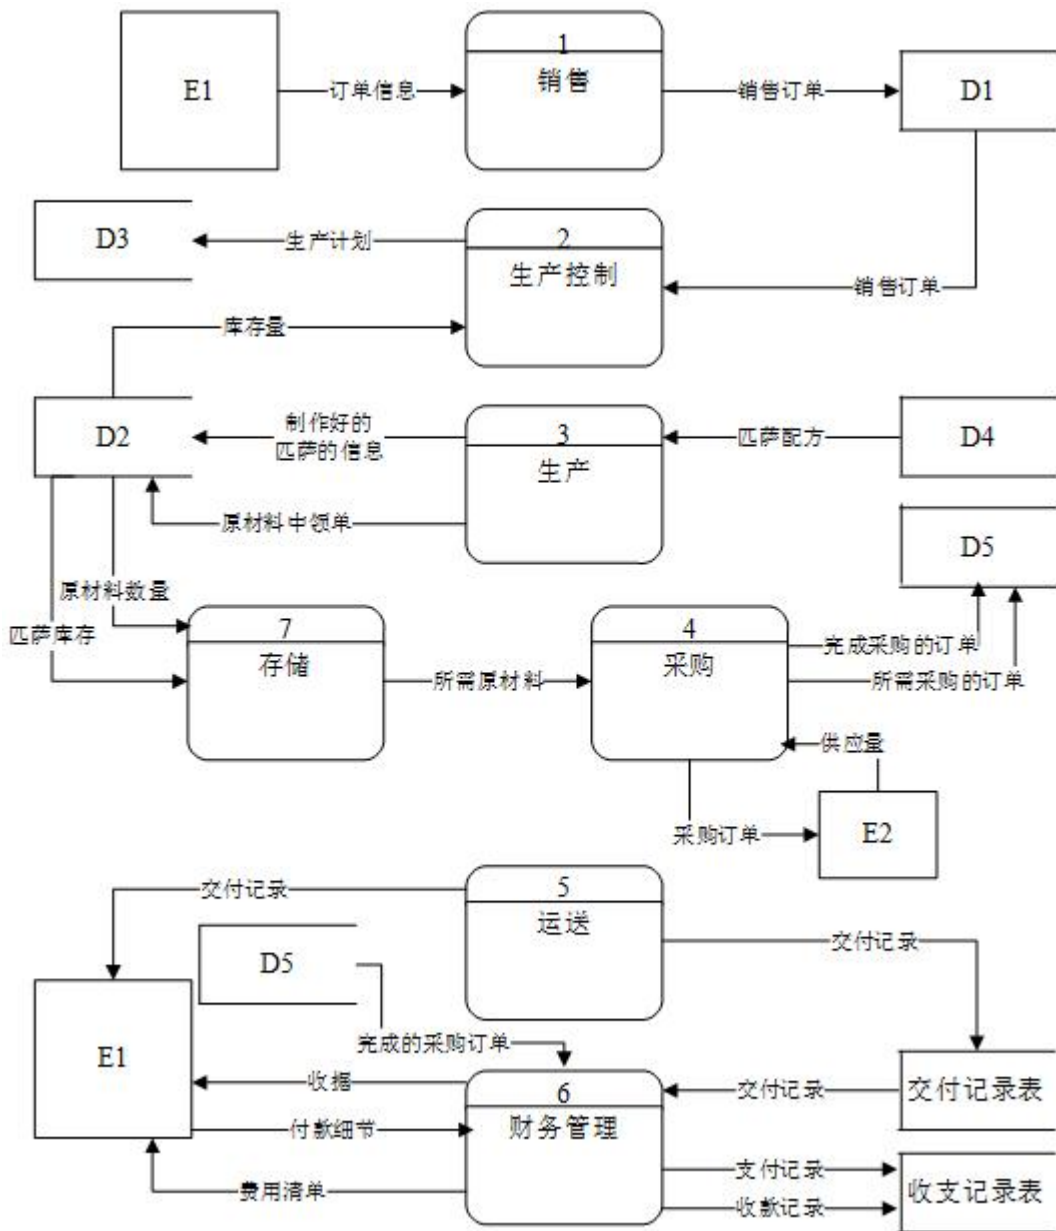 E1
订单信息
1
销售
销售订单
D1
D3
生产计划
2
生产控制
销售订单
库存量
D2
制作好的
匹萨的信息
3
生产
匹萨配方
D4
原材料中领单
D5
原材料数量
匹萨库存
7
存储
所需原材料
4
采购
完成采购的订单
所需采购的订单
供应量
采购订单
E2
交付记录
5
运送
交付记录
D5
E1
完成的采购订单
收据
付款细节
费用清单
6
财务管理
交付记录
交付记录表
支付记录
收款记录
收支记录表